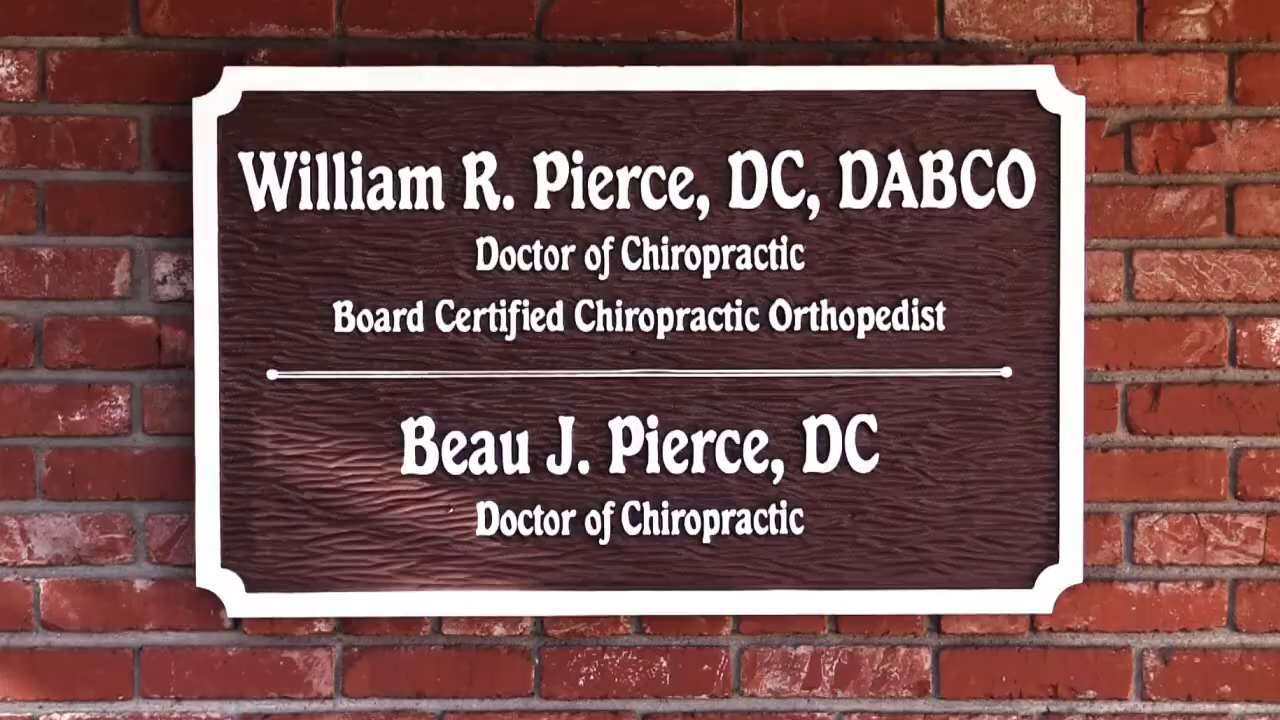 William R. Pierce, DC, DABCO
Doctor of Chiropractic
Board Certified Chiropractic Orthopedist
Beau J. Pierce, DC
Doctor of Chiropractic